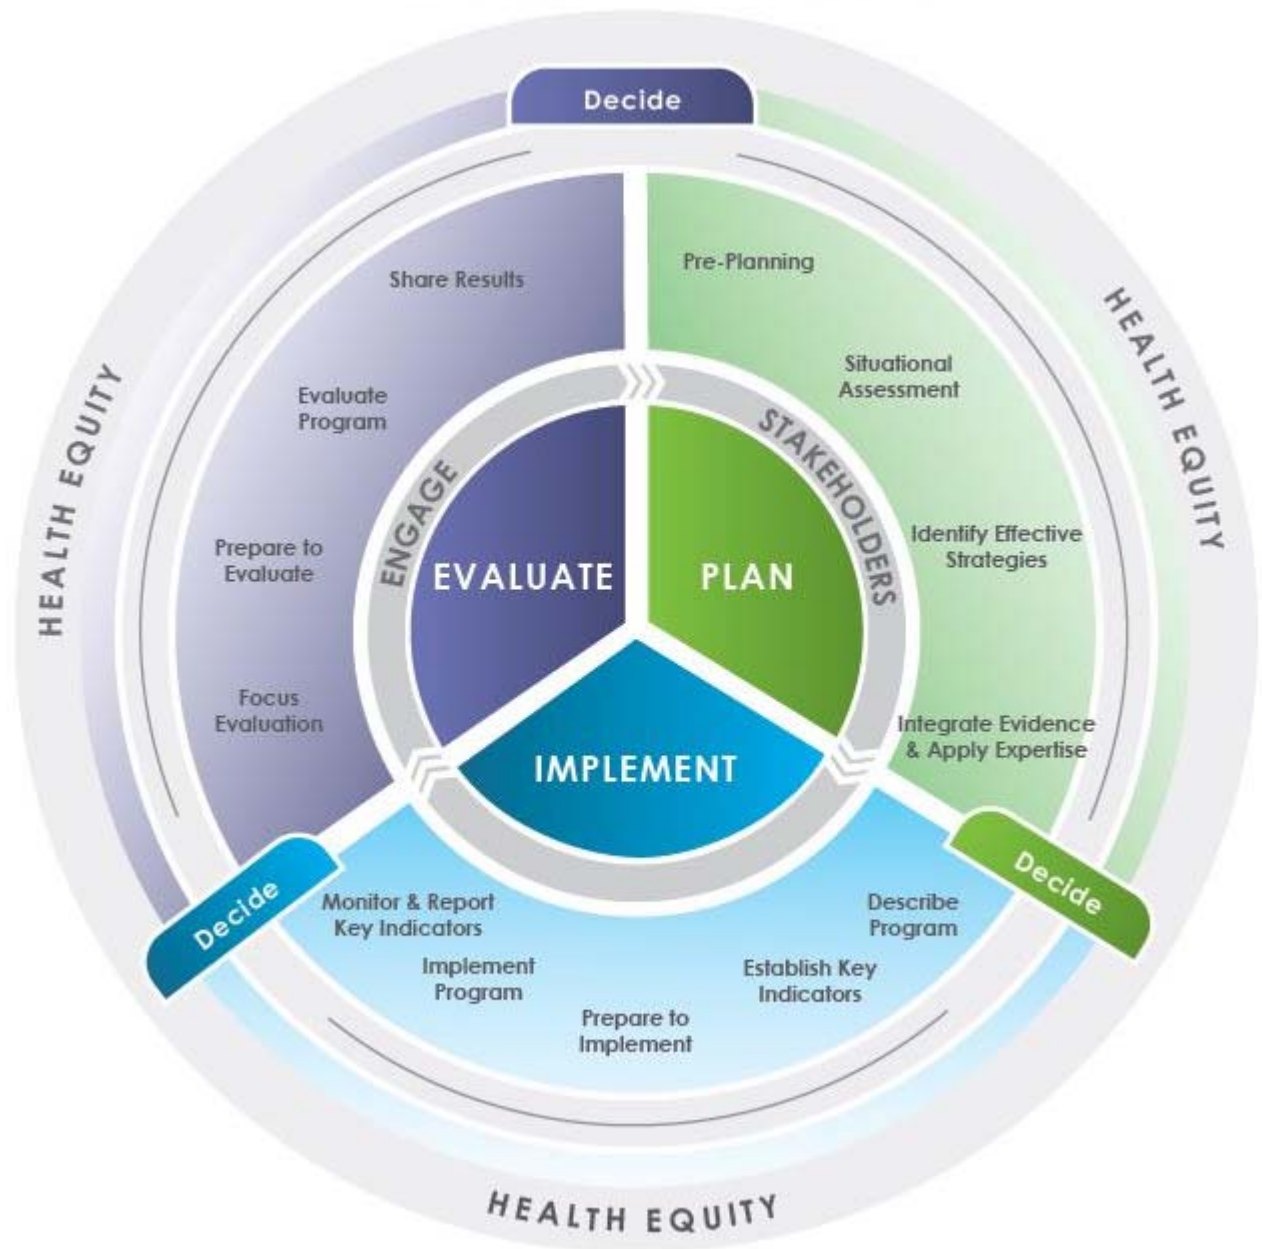 Decide
Pre-Planning
Situational
Assessment
Identify Effective
Strategies
Integrate Evidence
& Apply Expertise
Decide
Describe
Program
Establish Key
Indicators
Prepare to
Implement
Implement
Program
Monitor & Report
Key Indicators
Decide
Focus
Evaluation
Prepare to
Evaluate
Evaluate
Program
Share Results
ENGAGE
STAKEHOLDERS
EVALUATE
PLAN
IMPLEMENT
HEALTH EQUITY
HEALTH EQUITY
HEALTH EQUITY